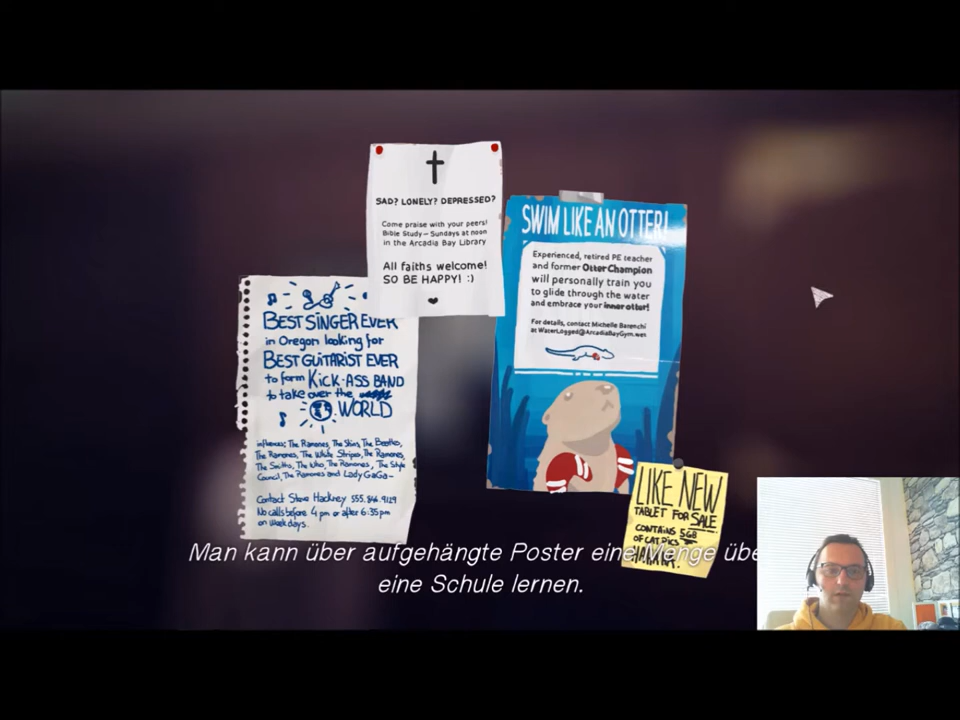 SAD? LONELY? DEPRESSED?
Come praise with your peers!
Bible Study – Sundays at noon
in the Arcadia Bay Library
All faiths welcome!
SO BE HAPPY! :)
SWIM LIKE AN OTTER!
Experienced, retired PE teacher
and former Otter Champion
will personally train you
to glide through the water
and embrace your inner otter!
For details, contact Michelle Barenchi
at WaterLogged@ArcadiaBayGym.wen
BEST SINGER EVER
in Oregon looking for
BEST GUITARIST EVER
to form KICK-ASS BAND
to take over the
WORLD
influences: The Ramones, The Skins, The Beatles,
The Ramones, The White Stripes, The Ramones,
The Smiths, The Who, The Ramones, The Style
Council, The Ramones and Lady GaGa-
Contact Steve Hackney 555.846.9129
No calls before 4 pm or after 6:35 pm
on weekdays.
LIKE NEW
TABLET FOR SALE
CONTAINS 5GB
OF CAT PICS
Man kann über aufgehängte Poster eine Menge
eine Schule lernen.